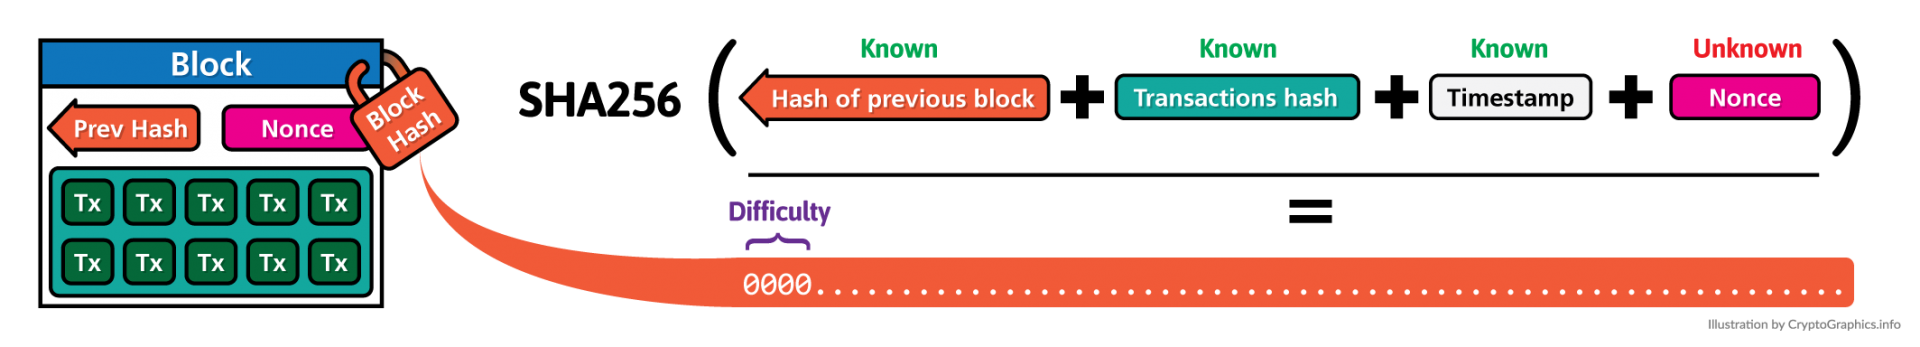 Block
Prev Hash Nonce
Block
Hash
Tx Tx Tx Tx Tx
Tx Tx Tx Tx Tx
Known Known Known Unknown
SHA256 ( Hash of previous block + Transactions hash + Timestamp + Nonce )
=
Difficulty
0000............................................................
Illustration by CryptoGraphics.info